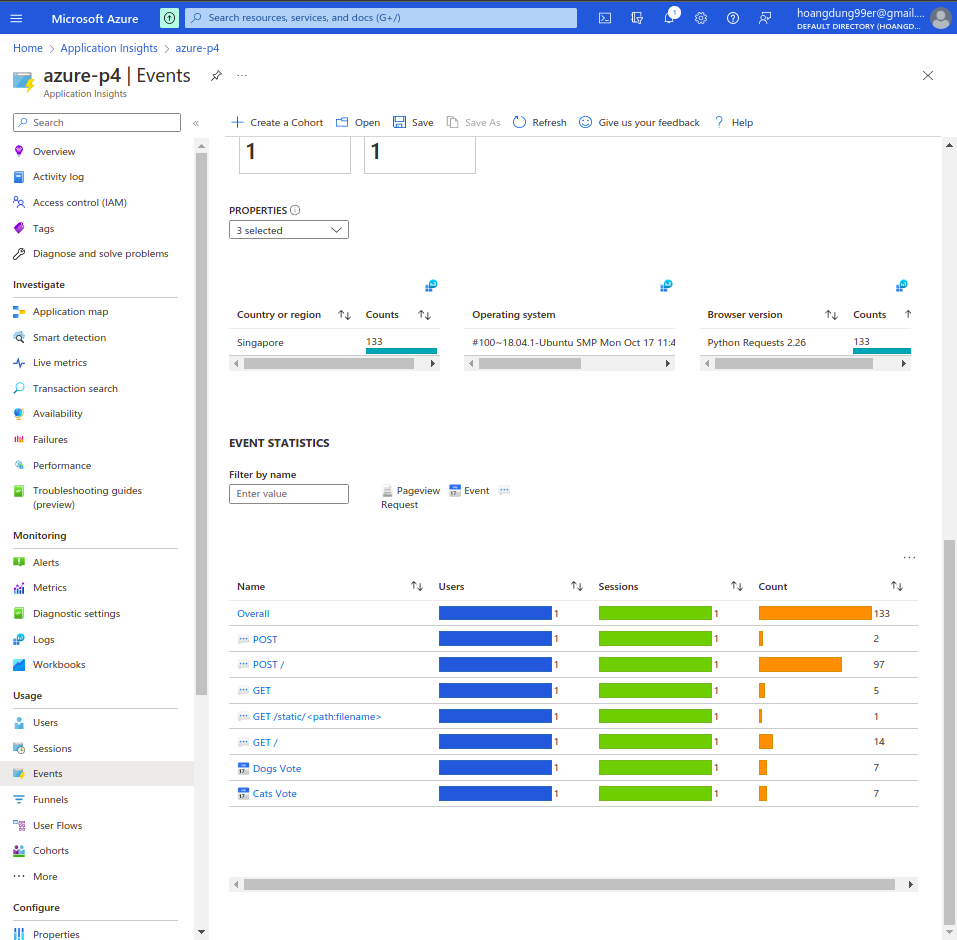 Microsoft Azure
Search resources, services, and docs (G+/)
1
hoangdung99er@gmail....
DEFAULT DIRECTORY (HOANGD...
Home > Application Insights > azure-p4
azure-p4 | Events
...
Application Insights
Search
«
Create a Cohort
Open
Save
Save As
Refresh
Give us your feedback
? Help
Overview
Activity log
Access control (IAM)
Tags
Diagnose and solve problems
Investigate
Application map
Smart detection
Live metrics
Transaction search
Availability
Failures
Performance
Troubleshooting guides
(preview)
Monitoring
Alerts
Metrics
Diagnostic settings
Logs
Workbooks
Usage
Users
Sessions
Events
Funnels
User Flows
Cohorts
... More
Configure
Properties
1 1
PROPERTIES
3 selected
Country or region Counts
Singapore 133
Operating system
#100~18.04.1-Ubuntu SMP Mon Oct 17 11:4
Browser version Counts
Python Requests 2.26 133
EVENT STATISTICS
Filter by name
Enter value
Pageview Event
Request
...
Name Users Sessions Count
Overall 1 1 133
POST 1 1 2
POST / 1 1 97
GET 1 1 5
GET /static/<path:filename> 1 1 1
GET / 1 1 14
Dogs Vote 1 1 7
Cats Vote 1 1 7